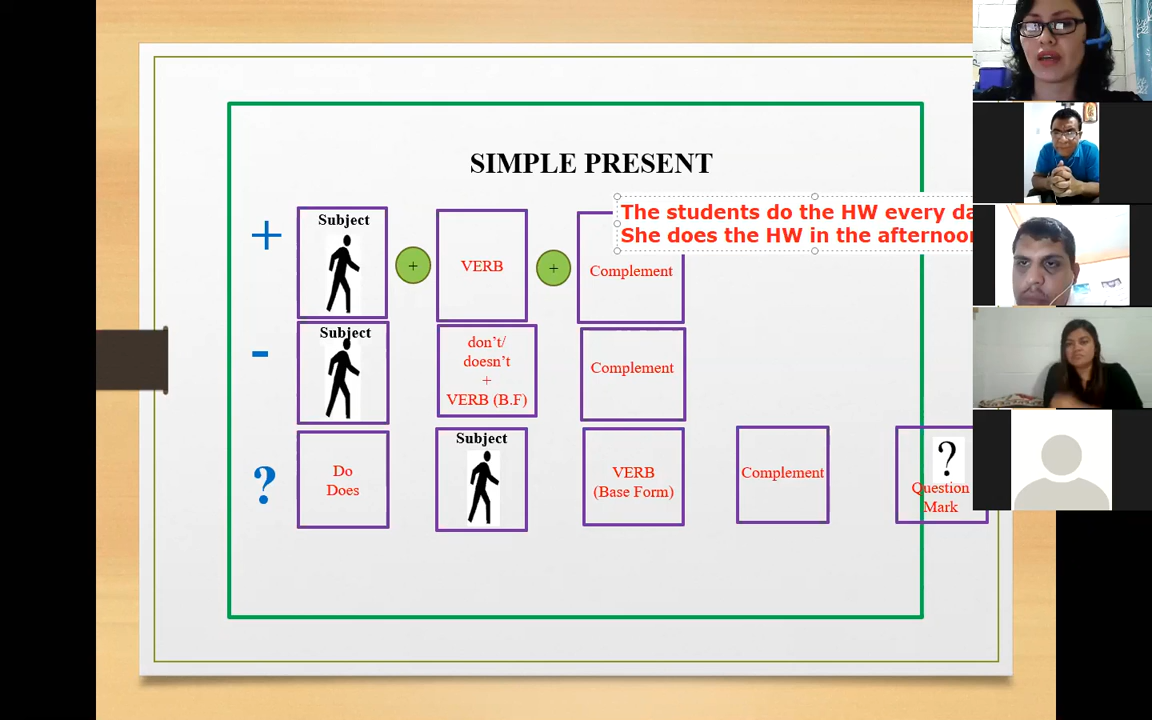 SIMPLE PRESENT
The students do the HW every da
She does the HW in the afternoon
+
Subject
+
VERB
+
Complement
-
Subject
don't/
doesn't
+
VERB (B.F)
Complement
?
Do
Does
Subject
VERB
(Base Form)
Complement
?
Question
Mark